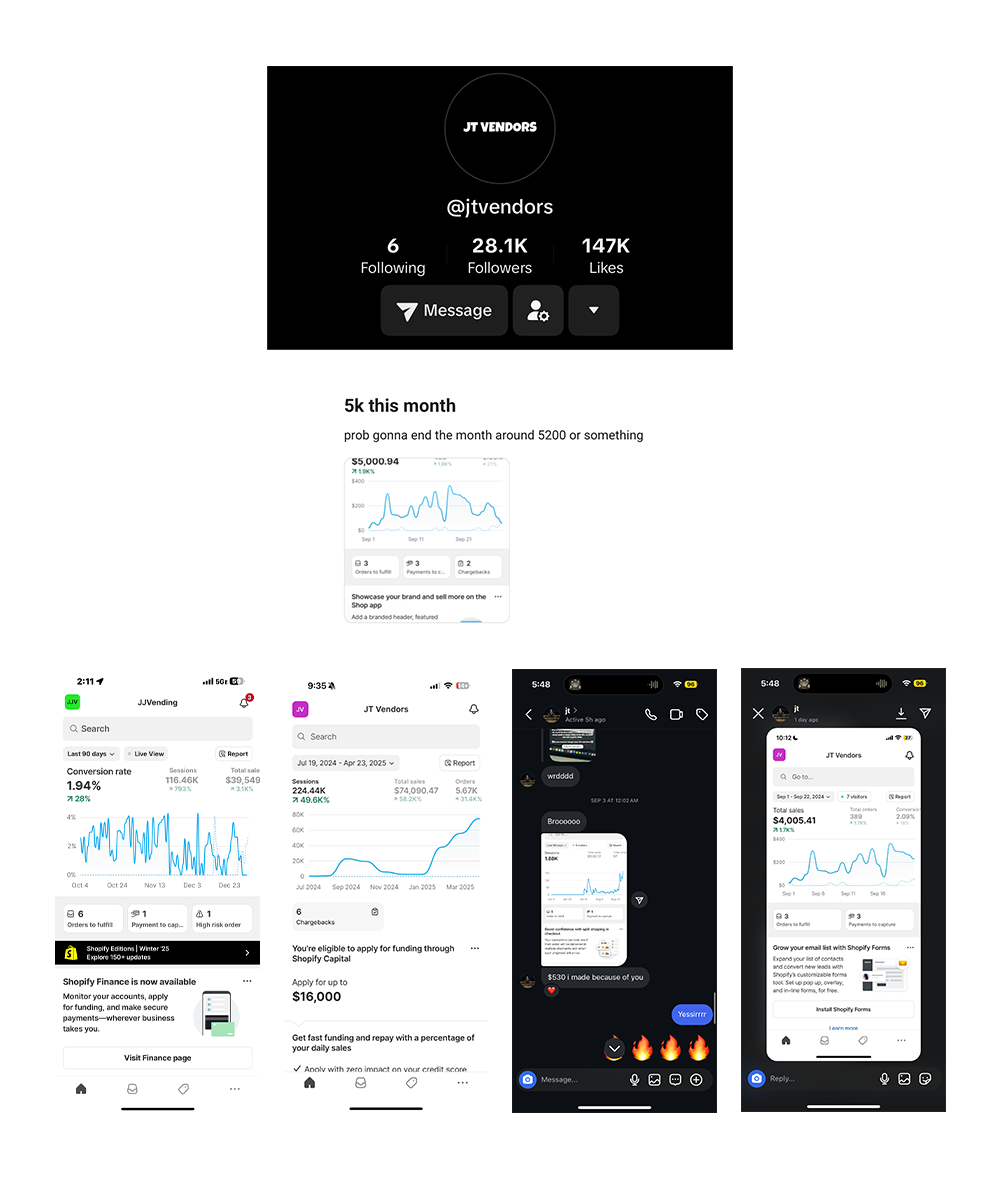 JT VENDORS
@jtvendors
6 28.1K 147K
Following Followers Likes
Message
5k this month
prob gonna end the month around 5200 or something
$5,000.94
1.9K%
$400
$200
$0
Sep 1 Sep 11 Sep 21
3 3 2
Orders to fulfill Payments to c... Chargebacks
Showcase your brand and sell more on the
Shop app
Add a branded header, featured
2:11 5GE
JJV JJVending 3
Search
Last 90 days Live View Report
Conversion rate Sessions Total sale
1.94% 116.46K $39,549
28% 793% 3.1K%
4%
2%
0%
Oct 4 Oct 24 Nov 13 Dec 3 Dec 23
6 1 1
Orders to fulfill Payment to cap... High risk order
Shopify Editions | Winter '25
Explore 150+ updates
Shopify Finance is now available
Monitor your accounts, apply
for funding, and make secure
payments—wherever business
takes you.
Visit Finance page
9:35
JV JT Vendors
Search
Jul 19, 2024 - Apr 23, 2025 Report
Sessions Total sales Orders
224.44K $74,090.47 5.67K
49.6K% 58.2K% 31.4K%
80K
60K
40K
20K
0
Jul 2024 Sep 2024 Nov 2024 Jan 2025 Mar 2025
6
Chargebacks
You're eligible to apply for funding through
Shopify Capital
Apply for up to
$16,000
Get fast funding and repay with a percentage of
your daily sales
Apply with zero impact on your credit score
5:48 96
jt
Active 5h ago
wrdddd
SEP 3 AT 12:02 AM
Brooooo
Sessions
1.88K
$530 i made because of you
Yessirrrr
Message...
5:48 96
jt
1 day ago
10:12
JV JT Vendors
Go to...
Sep 1 - Sep 22, 2024 7 visitors Report
Total sales Total orders Conversion
$4,005.41 389 2.09%
1.7K%
$400
$200
$0
Sep 1 Sep 6 Sep 11 Sep 16
3 3
Orders to fulfill Payments to capture
Grow your email list with Shopify Forms
Expand your list of contacts
and convert new leads with
Shopify's customizable forms
tool. Set up pop up, overlay,
and in-line forms, for free.
Install Shopify Forms
Learn more
Reply...